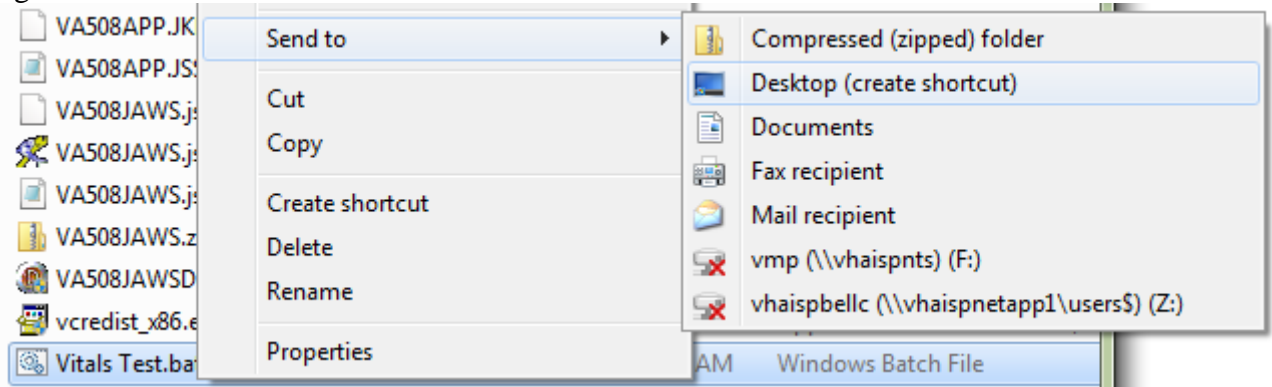 VA508APP.JK
VA508APP.JS
VA508JAWS.js
VA508JAWS.js
VA508JAWS.js
VA508JAWS.z
VA508JAWSD
vcredist_x86.e
Vitals Test.bat
Send to
Cut
Copy
Create shortcut
Delete
Rename
Properties
Compressed (zipped) folder
Desktop (create shortcut)
Documents
Fax recipient
Mail recipient
vmp (\\vhaispnts) (F:)
vhaispbellc (\\vhaispnetapp1\users$) (Z:)
AM Windows Batch File